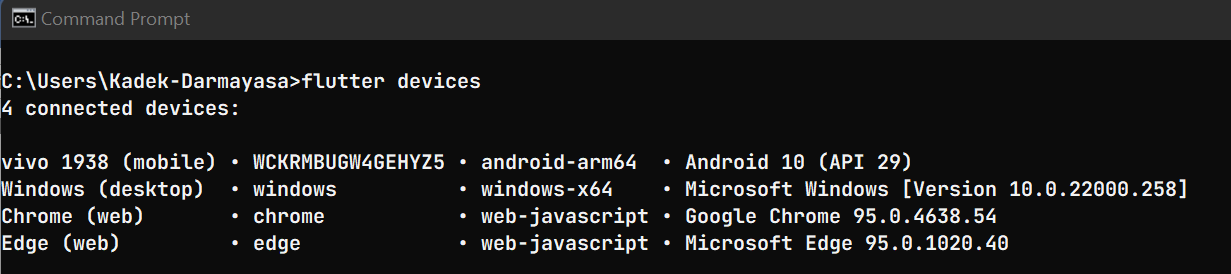 Command Prompt
C:\Users\Kadek-Darmayasa>flutter devices
4 connected devices:
vivo 1938 (mobile) • WCKRMBUGW4GEHYZ5 • android-arm64 • Android 10 (API 29)
Windows (desktop) • windows • windows-x64 • Microsoft Windows [Version 10.0.22000.258]
Chrome (web) • chrome • web-javascript • Google Chrome 95.0.4638.54
Edge (web) • edge • web-javascript • Microsoft Edge 95.0.1020.40